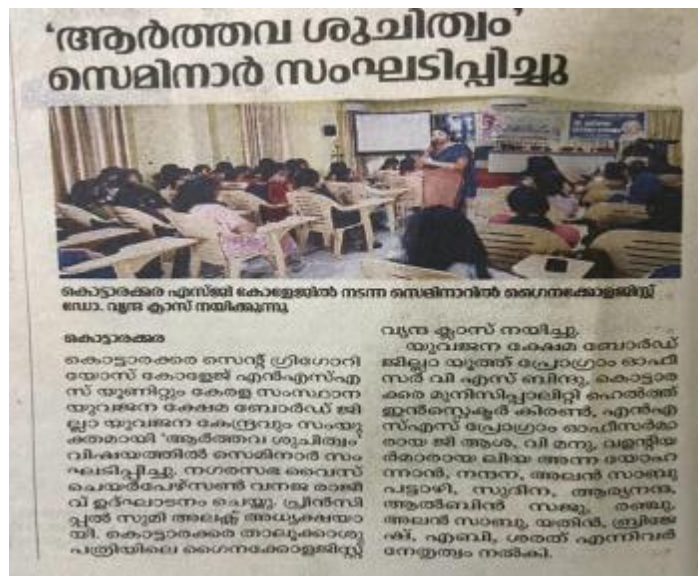 ‘ആർത്തവ ശുചിത്വം’
സെമിനാർ സംഘടിപ്പിച്ചു
കൊട്ടാരക്കര എസ്ജി കോളേജിൽ നടന്ന സെമിനാറിൽ ഗൈനക്കോളജിസ്റ്റ്
ഡോ. വൃന്ദ ക്ലാസ് നയിക്കുന്നു
കൊട്ടാരക്കര
കൊട്ടാരക്കര സെന്റ് ഗ്രിഗോറി
യോസ് കോളേജ് എൻഎസ്എ
സ് യൂണിറ്റും കേരള സംസ്ഥാന
യുവജന ക്ഷേമ ബോർഡ് ജി
ല്ലാ യുവജന കേന്ദ്രവും സംയു
ക്തമായി ‘ആർത്തവ ശുചിത്വം’
വിഷയത്തിൽ സെമിനാർ സം
ഘടിപ്പിച്ചു. നഗരസഭ വൈസ്
ചെയർപേഴ്സൺ വനജ രാജീ
വ് ഉദ്ഘാടനം ചെയ്തു. പ്രിൻസി
പ്പൽ സുമി അലക്സ് അധ്യക്ഷയാ
യി. കൊട്ടാരക്കര താലൂക്കാശു
പത്രിയിലെ ഗൈനക്കോളജിസ്റ്റ്
വൃന്ദ ക്ലാസ് നയിച്ചു.
യുവജന ക്ഷേമ ബോർഡ്
ജില്ലാ യൂത്ത് പ്രോഗ്രാം ഓഫീ
സർ വി എസ് ബിന്ദു, കൊട്ടാര
ക്കര മുനിസിപ്പാലിറ്റി ഹെൽത്ത്
ഇൻസ്പെക്ടർ കിരൺ, എൻഎ
സ്എസ് പ്രോഗ്രാം ഓഫീസർമാ
രായ ജി ആശ, വി മനു, വളന്റിയ
ർമാരായ ലിയ അന്ന യോഹ
ന്നാൻ, നന്ദന, അലൻ സാബു
പട്ടാഴി, സുദിന, ആര്യനന്ദ,
ആൽബിൻ സജു, രഞ്ചു,
അലൻ സാബു, യതിൻ, ബ്രിജേ
ഷ്, എബി, ശരത് എന്നിവർ
നേതൃത്വം നൽകി.